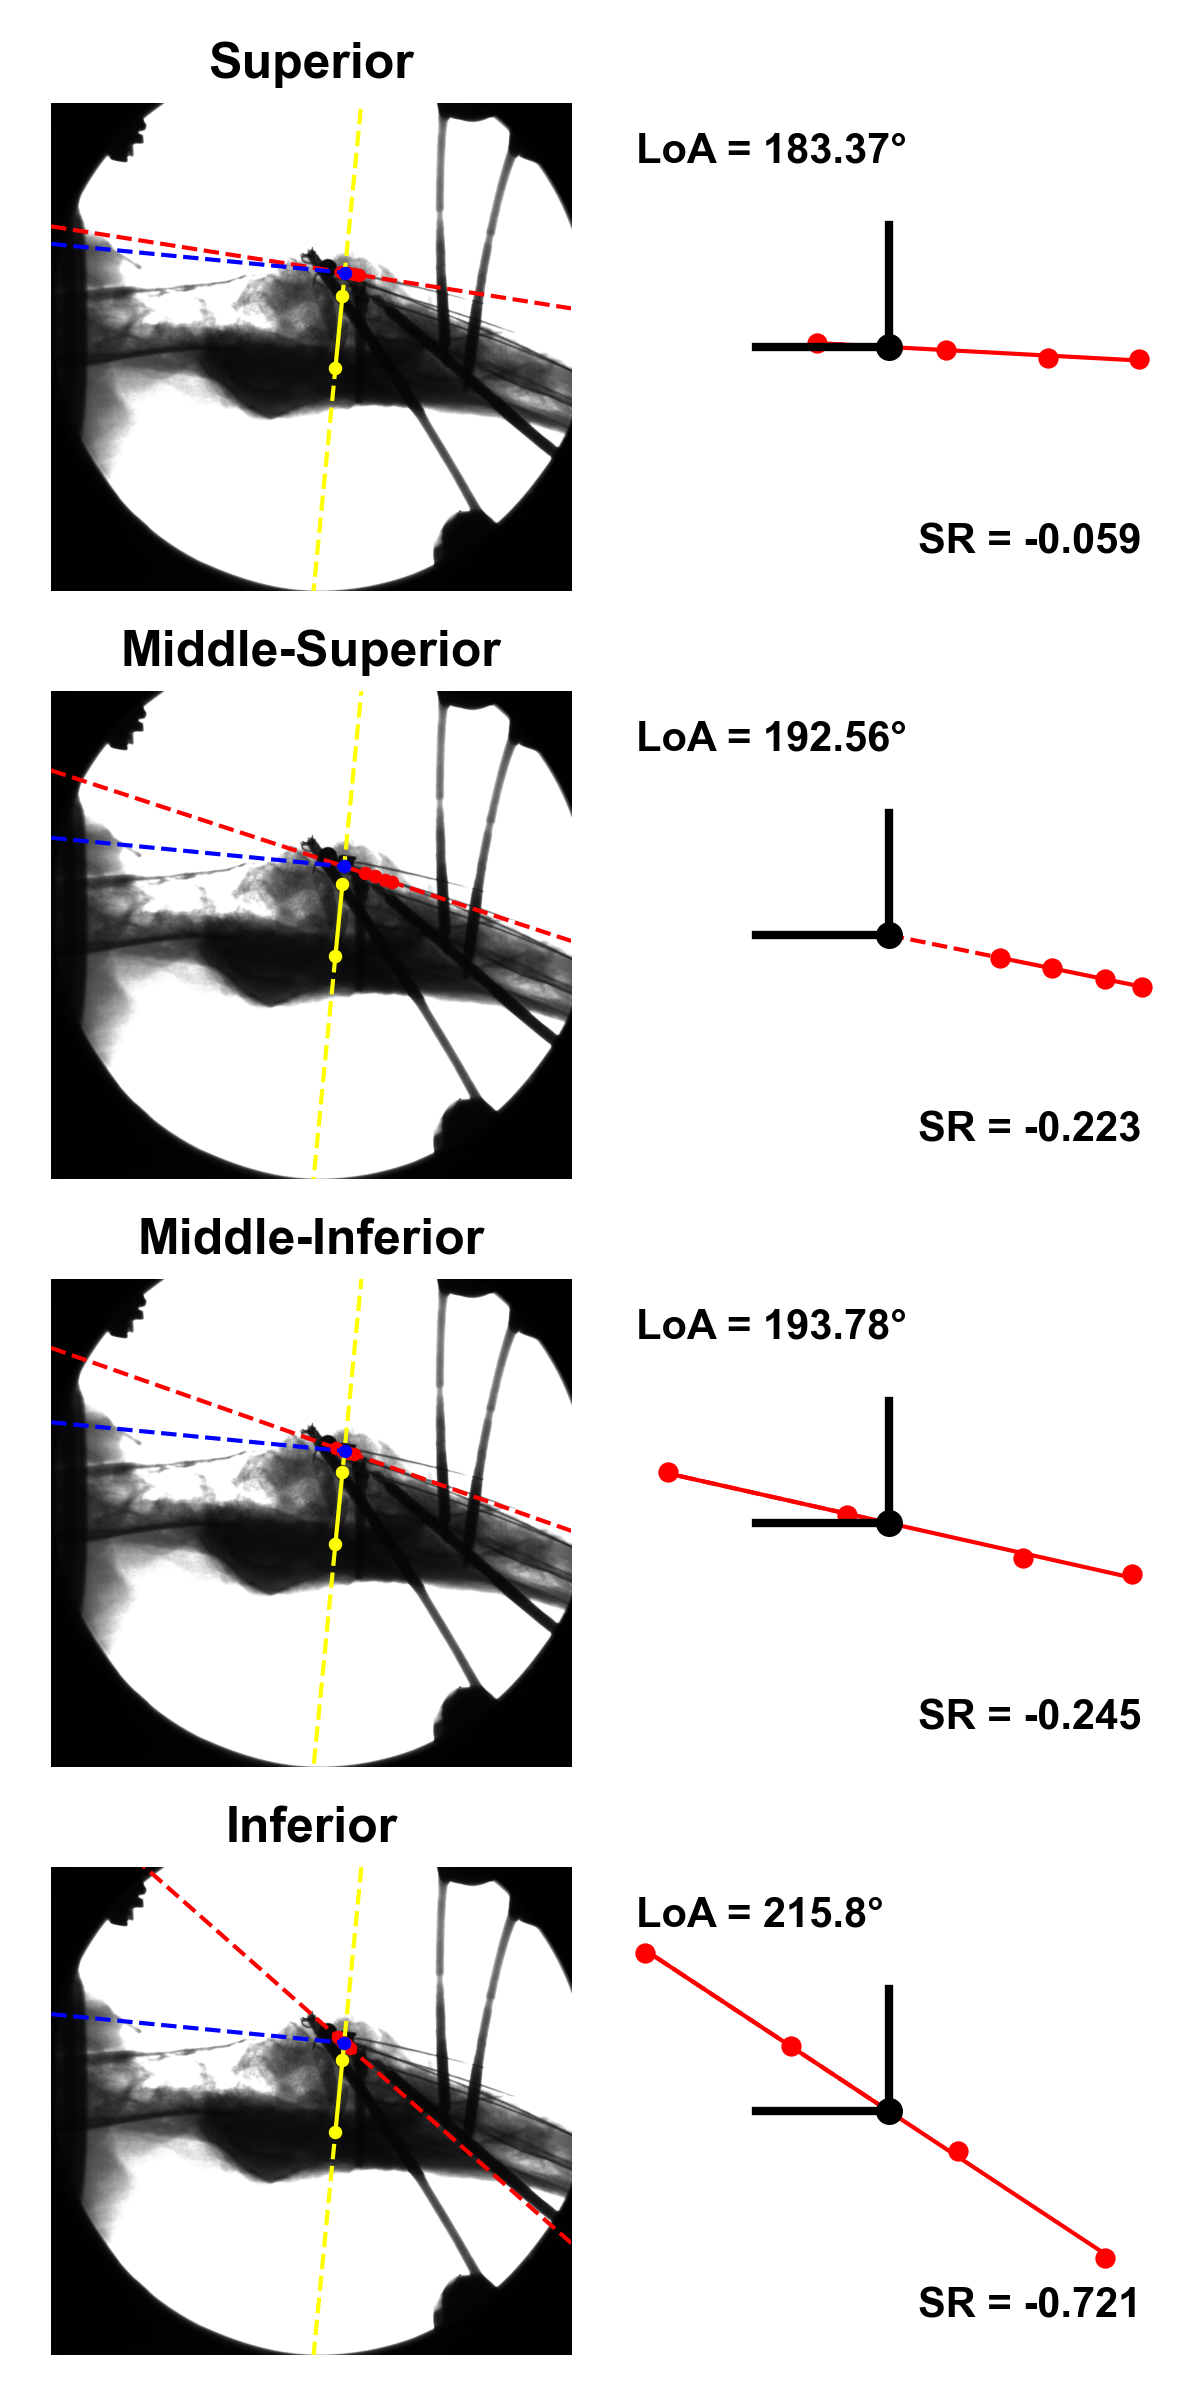 Superior
LoA = 183.37°
SR = -0.059
Middle-Superior
LoA = 192.56°
SR = -0.223
Middle-Inferior
LoA = 193.78°
SR = -0.245
Inferior
LoA = 215.8°
SR = -0.721